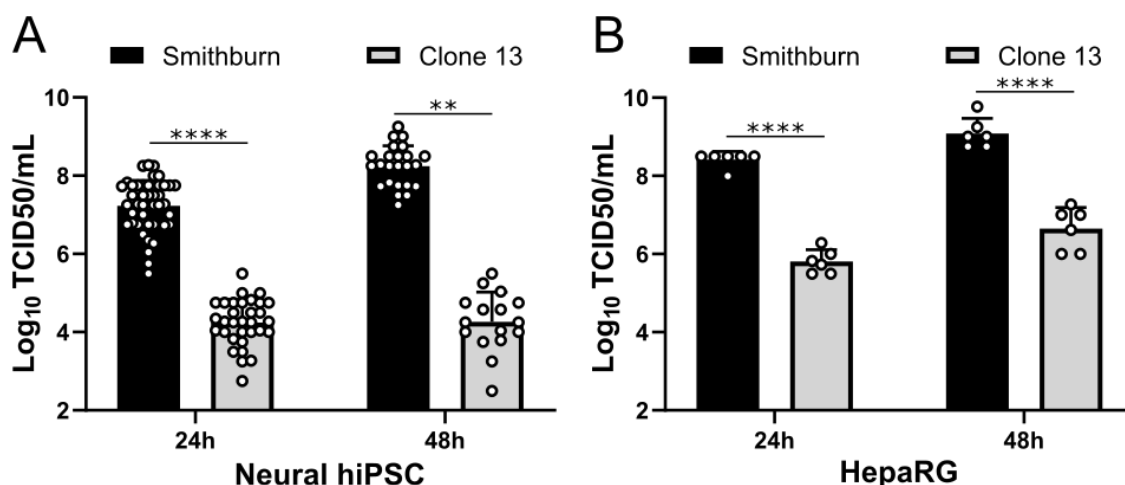 A
Smithburn
Clone 13
10
8
6
4
2
Log10 TCID50/mL
****
**
24h
48h
Neural hiPSC
B
Smithburn
Clone 13
10
8
6
4
2
Log10 TCID50/mL
****
****
24h
48h
HepaRG